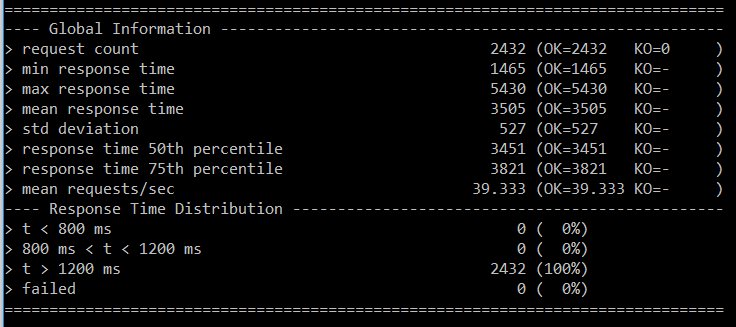 ================================================================================
---- Global Information --------------------------------------------------------
> request count                                       2432 (OK=2432   KO=0     )
> min response time                                   1465 (OK=1465   KO=-     )
> max response time                                   5430 (OK=5430   KO=-     )
> mean response time                                  3505 (OK=3505   KO=-     )
> std deviation                                        527 (OK=527    KO=-     )
> response time 50th percentile                       3451 (OK=3451   KO=-     )
> response time 75th percentile                       3821 (OK=3821   KO=-     )
> mean requests/sec                                 39.333 (OK=39.333 KO=-     )
---- Response Time Distribution ------------------------------------------------
> t < 800 ms                                             0 (  0%)
> 800 ms < t < 1200 ms                                   0 (  0%)
> t > 1200 ms                                         2432 (100%)
> failed                                                 0 (  0%)
================================================================================